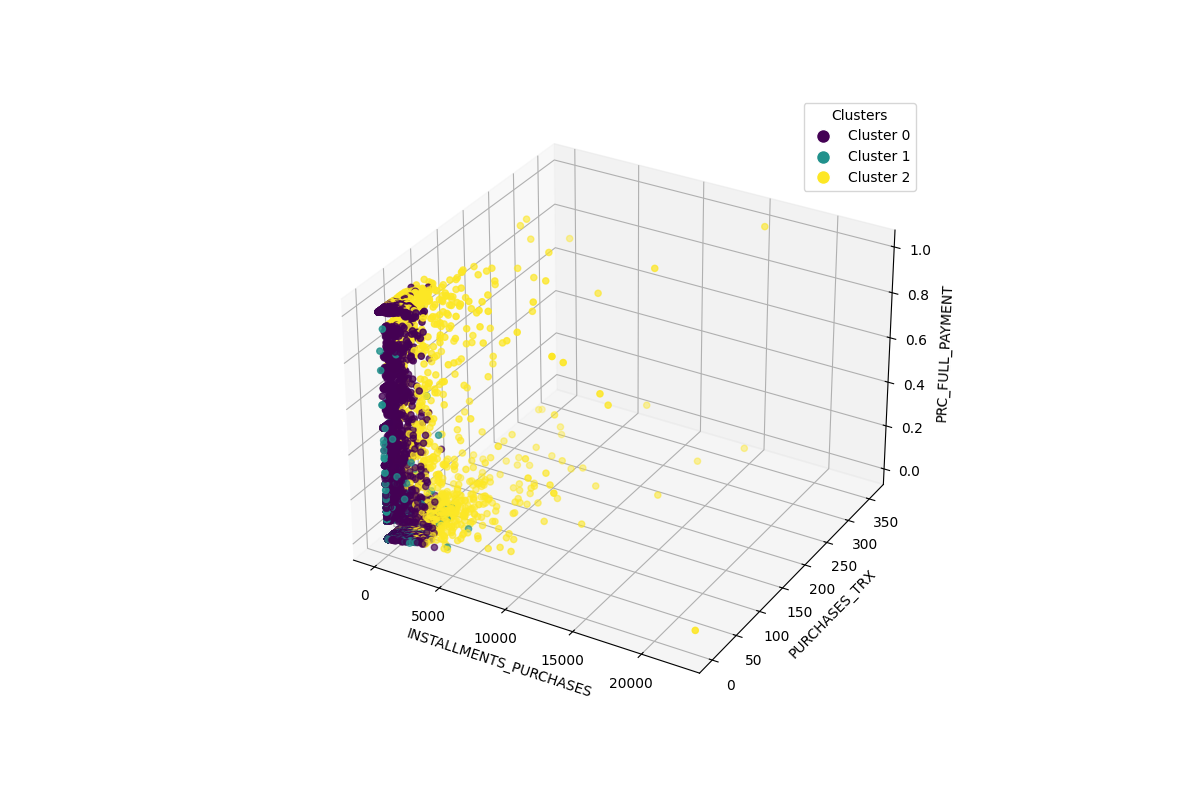 Clusters
Cluster 0
Cluster 1
Cluster 2
1.0
0.8
0.6
0.4
0.2
0.0
PRC_FULL_PAYMENT
350
300
250
200
150
100
50
0
PURCHASES_TRX
0
5000
10000
15000
20000
INSTALLMENTS_PURCHASES